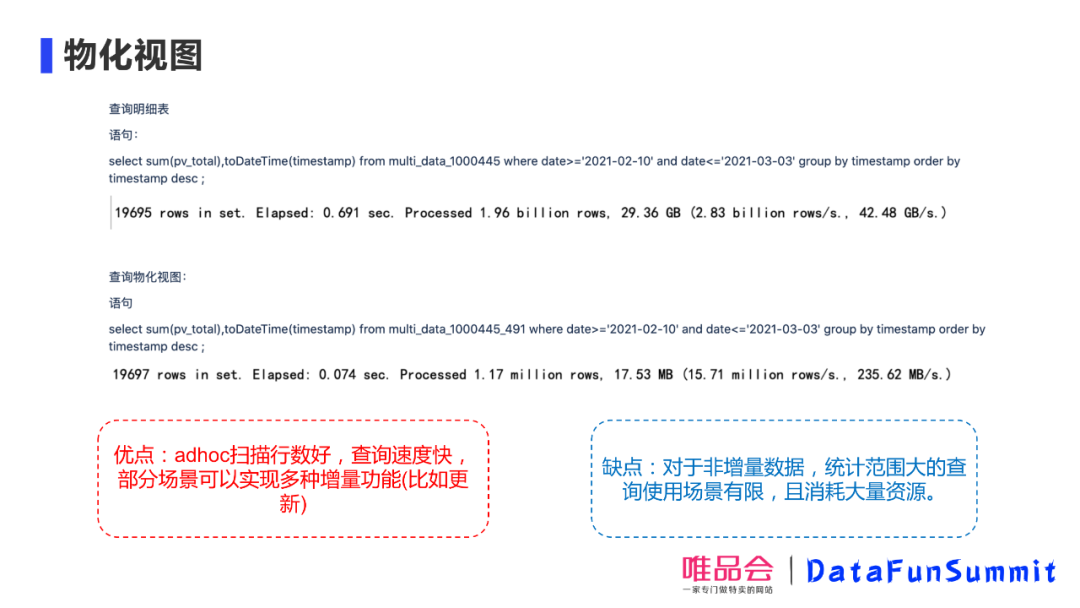 物化视图
查询明细表
语句：
select sum(pv_total),toDateTime(timestamp) from multi_data_1000445 where date>='2021-02-10' and date<='2021-03-03' group by timestamp order by
timestamp desc ;
19695 rows in set. Elapsed: 0.691 sec. Processed 1.96 billion rows, 29.36 GB (2.83 billion rows/s., 42.48 GB/s.)
查询物化视图：
语句
select sum(pv_total),toDateTime(timestamp) from multi_data_1000445_491 where date>='2021-02-10' and date<='2021-03-03' group by timestamp order by
timestamp desc ;
19697 rows in set. Elapsed: 0.074 sec. Processed 1.17 million rows, 17.53 MB (15.71 million rows/s., 235.62 MB/s.)
优点：adhoc扫描行数好，查询速度快，
部分场景可以实现多种增量功能(比如更
新)
缺点：对于非增量数据，统计范围大的查
询使用场景有限，且消耗大量资源。
唯品会
一家专门做特卖的网站
DataFunSummit